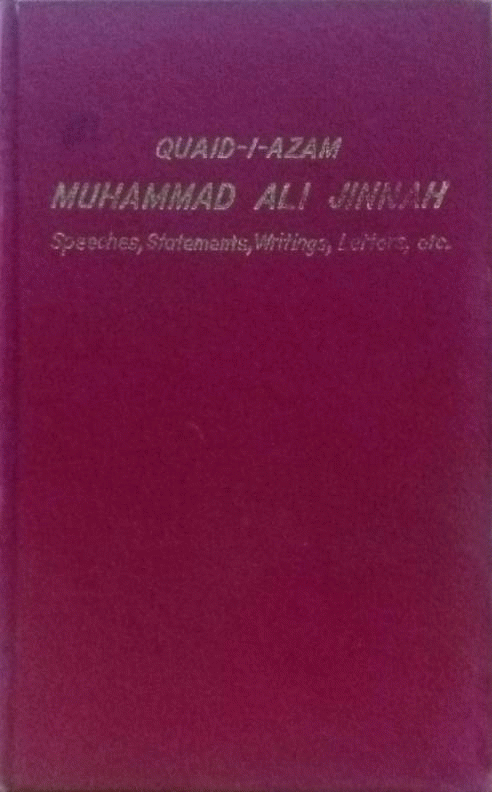 QUAID-I-AZAM
MUHAMMAD ALI JINNAH
Speeches, Statements, Writings, Letters, etc.